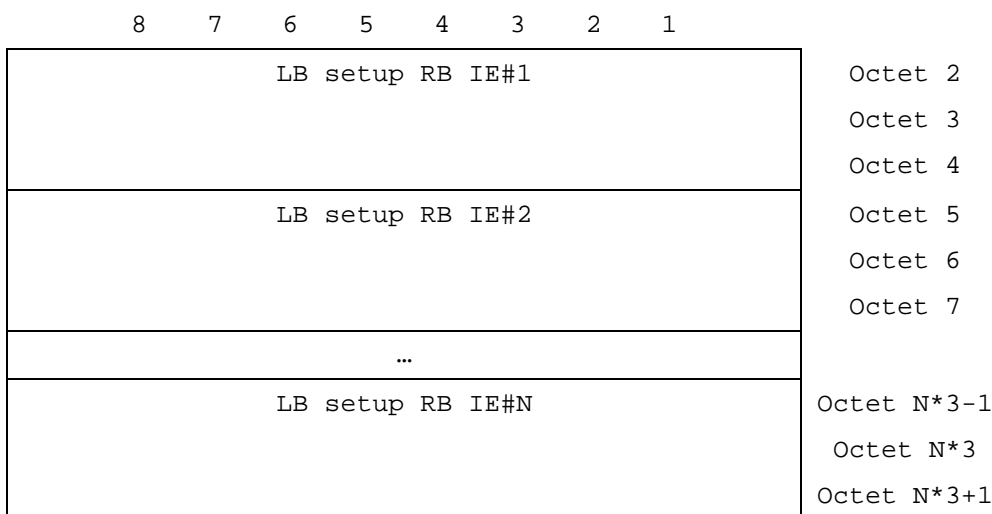 8 7 6 5 4 3 2 1
LB setup RB IE#1 Octet 2
Octet 3
Octet 4
LB setup RB IE#2 Octet 5
Octet 6
Octet 7
…
LB setup RB IE#N Octet N*3-1
Octet N*3
Octet N*3+1